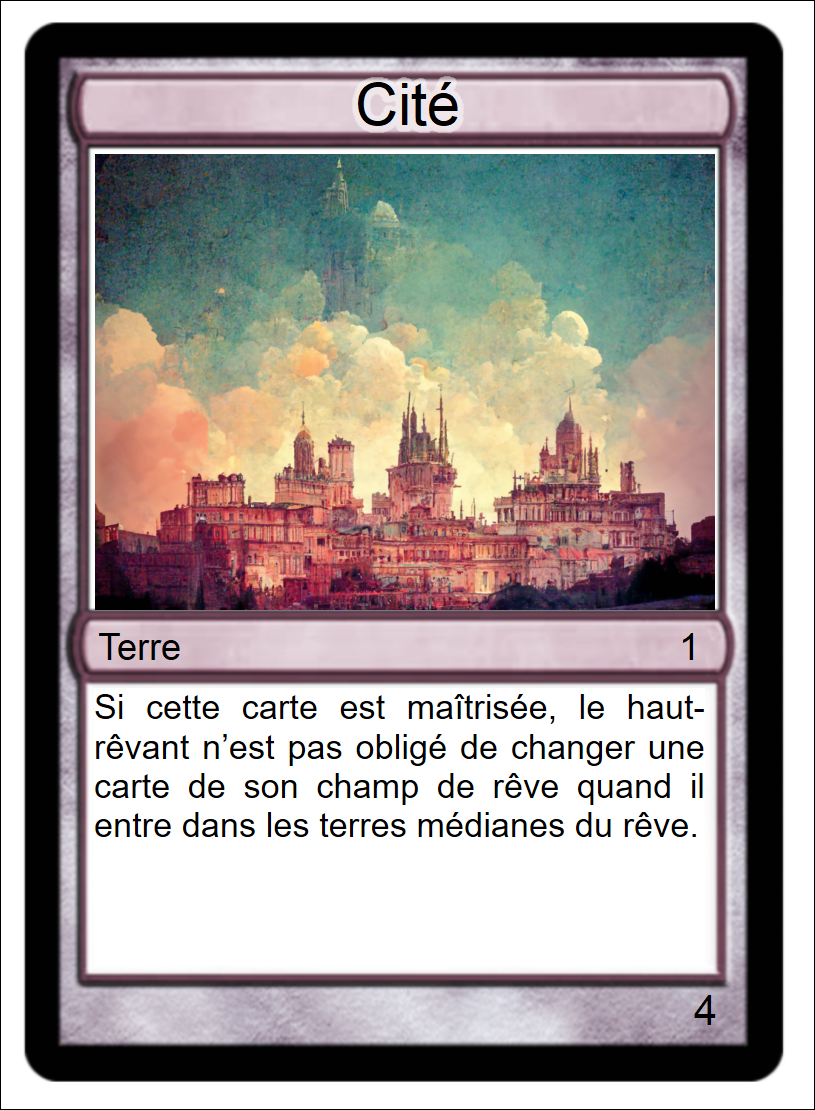 Cité
Terre 1
Si cette carte est maîtrisée, le haut-
rêvant n’est pas obligé de changer une
carte de son champ de rêve quand il
entre dans les terres médianes du rêve.
4